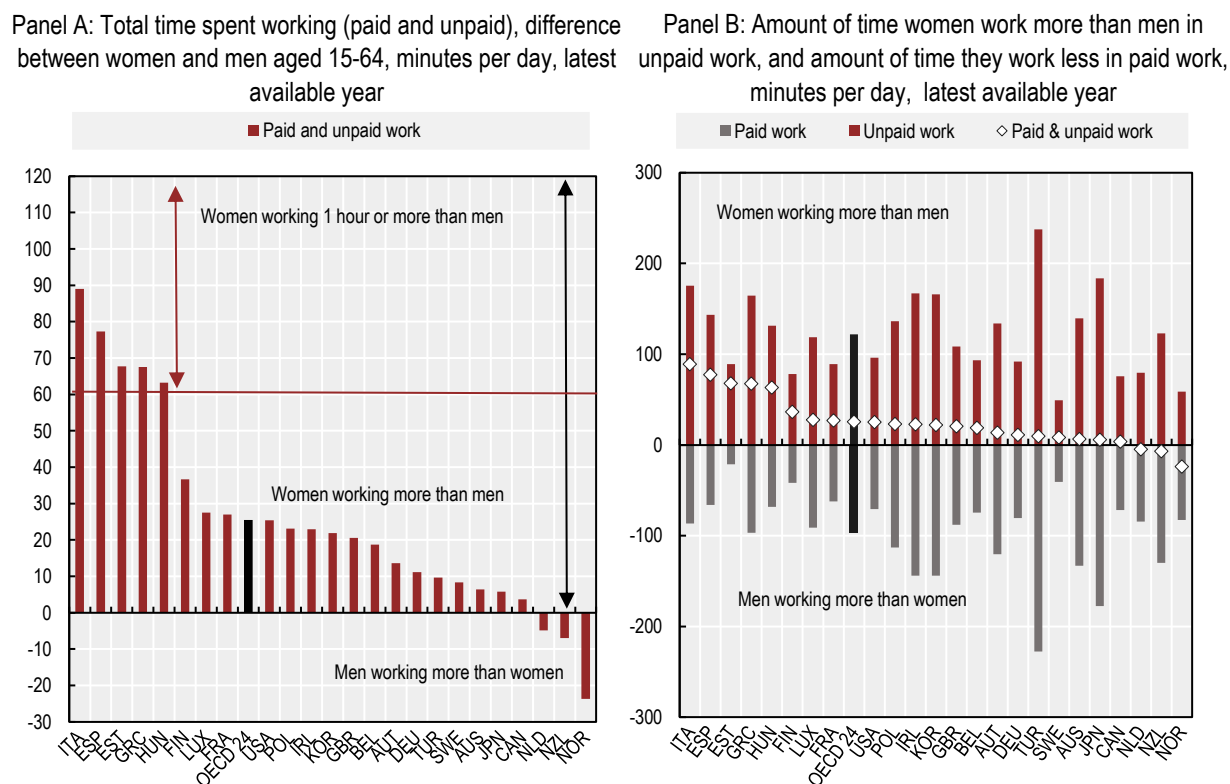 Panel A: Total time spent working (paid and unpaid), difference
between women and men aged 15-64, minutes per day, latest
available year
Paid and unpaid work
120
110
100
90
80
70
60
50
40
30
20
10
0
-10
-20
-30
Women working 1 hour or more than men
Women working more than men
Men working more than women
ITA
ESP
EST
GRC
HUN
FIN
LUX
FRA
OECD 24
USA
POL
IRL
KOR
GBR
BEL
AUT
DEU
TUR
SWE
AUS
JPN
CAN
NLD
NZL
NOR
Panel B: Amount of time women work more than men in
unpaid work, and amount of time they work less in paid work,
minutes per day, latest available year
Paid work
Unpaid work
Paid & unpaid work
300
200
100
0
-100
-200
-300
Women working more than men
Men working more than women
ITA
ESP
EST
GRC
HUN
FIN
LUX
FRA
OECD 24
USA
POL
IRL
KOR
GBR
BEL
AUT
DEU
TUR
SWE
AUS
JPN
CAN
NLD
NZL
NOR